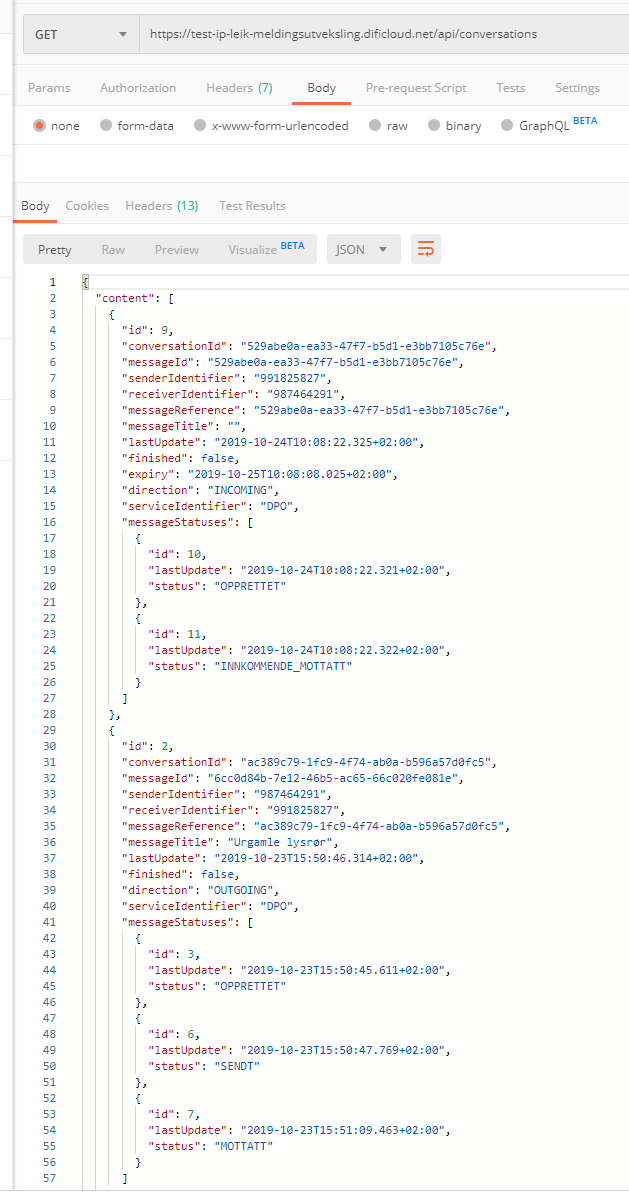 GET https://test-ip-leik-meldingsutveksling.dificloud.net/api/conversations
Params Authorization Headers (7) Body Pre-request Script Tests Settings
none form-data x-www-form-urlencoded raw binary GraphQL BETA
Body Cookies Headers (13) Test Results
Pretty Raw Preview Visualize BETA JSON
1 {
2 "content": [
3 {
4 "id": 9,
5 "conversationId": "529abe0a-ea33-47f7-b5d1-e3bb7105c76e",
6 "messageId": "529abe0a-ea33-47f7-b5d1-e3bb7105c76e",
7 "senderIdentifier": "991825827",
8 "receiverIdentifier": "987464291",
9 "messageReference": "529abe0a-ea33-47f7-b5d1-e3bb7105c76e",
10 "messageTitle": "",
11 "lastUpdate": "2019-10-24T10:08:22.325+02:00",
12 "finished": false,
13 "expiry": "2019-10-25T10:08:08.025+02:00",
14 "direction": "INCOMING",
15 "serviceIdentifier": "DPO",
16 "messageStatuses": [
17 {
18 "id": 10,
19 "lastUpdate": "2019-10-24T10:08:22.321+02:00",
20 "status": "OPPRETTET"
21 },
22 {
23 "id": 11,
24 "lastUpdate": "2019-10-24T10:08:22.322+02:00",
25 "status": "INNKOMMENDE_MOTTATT"
26 }
27 ]
28 },
29 {
30 "id": 2,
31 "conversationId": "ac389c79-1fc9-4f74-ab0a-b596a57d0fc5",
32 "messageId": "6cc0d84b-7e12-46b5-ac65-66c020fe081e",
33 "senderIdentifier": "987464291",
34 "receiverIdentifier": "991825827",
35 "messageReference": "ac389c79-1fc9-4f74-ab0a-b596a57d0fc5",
36 "messageTitle": "Urgamle lysrør",
37 "lastUpdate": "2019-10-23T15:50:46.314+02:00",
38 "finished": false,
39 "direction": "OUTGOING",
40 "serviceIdentifier": "DPO",
41 "messageStatuses": [
42 {
43 "id": 3,
44 "lastUpdate": "2019-10-23T15:50:45.611+02:00",
45 "status": "OPPRETTET"
46 },
47 {
48 "id": 6,
49 "lastUpdate": "2019-10-23T15:50:47.769+02:00",
50 "status": "SENDT"
51 },
52 {
53 "id": 7,
54 "lastUpdate": "2019-10-23T15:51:09.463+02:00",
55 "status": "MOTTATT"
56 }
57 ]